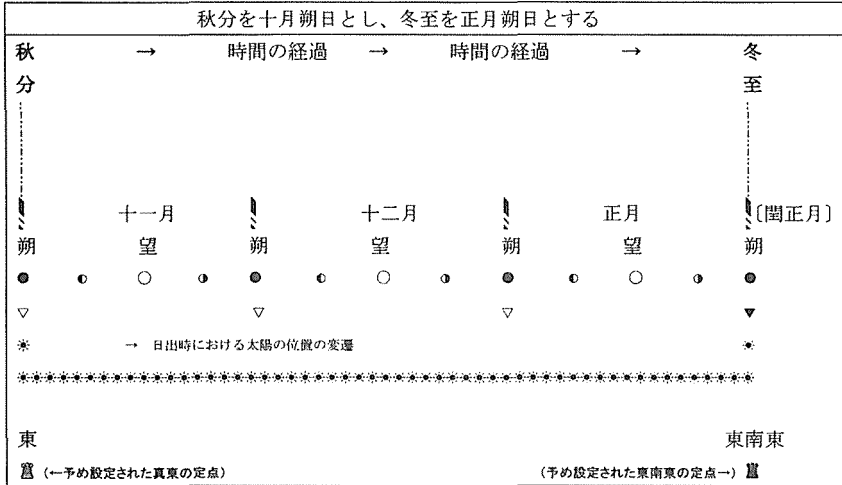 秋分を十月朔日とし、冬至を正月朔日とする
秋分 → 時間の経過 → 時間の経過 → 冬至
十一月 十二月 正月 〔閏正月〕
朔 望 朔 望 朔 望 朔
→ 日出時における太陽の位置の変遷
東 東南東
(←予め設定された真東の定点) (予め設定された東南東の定点→)